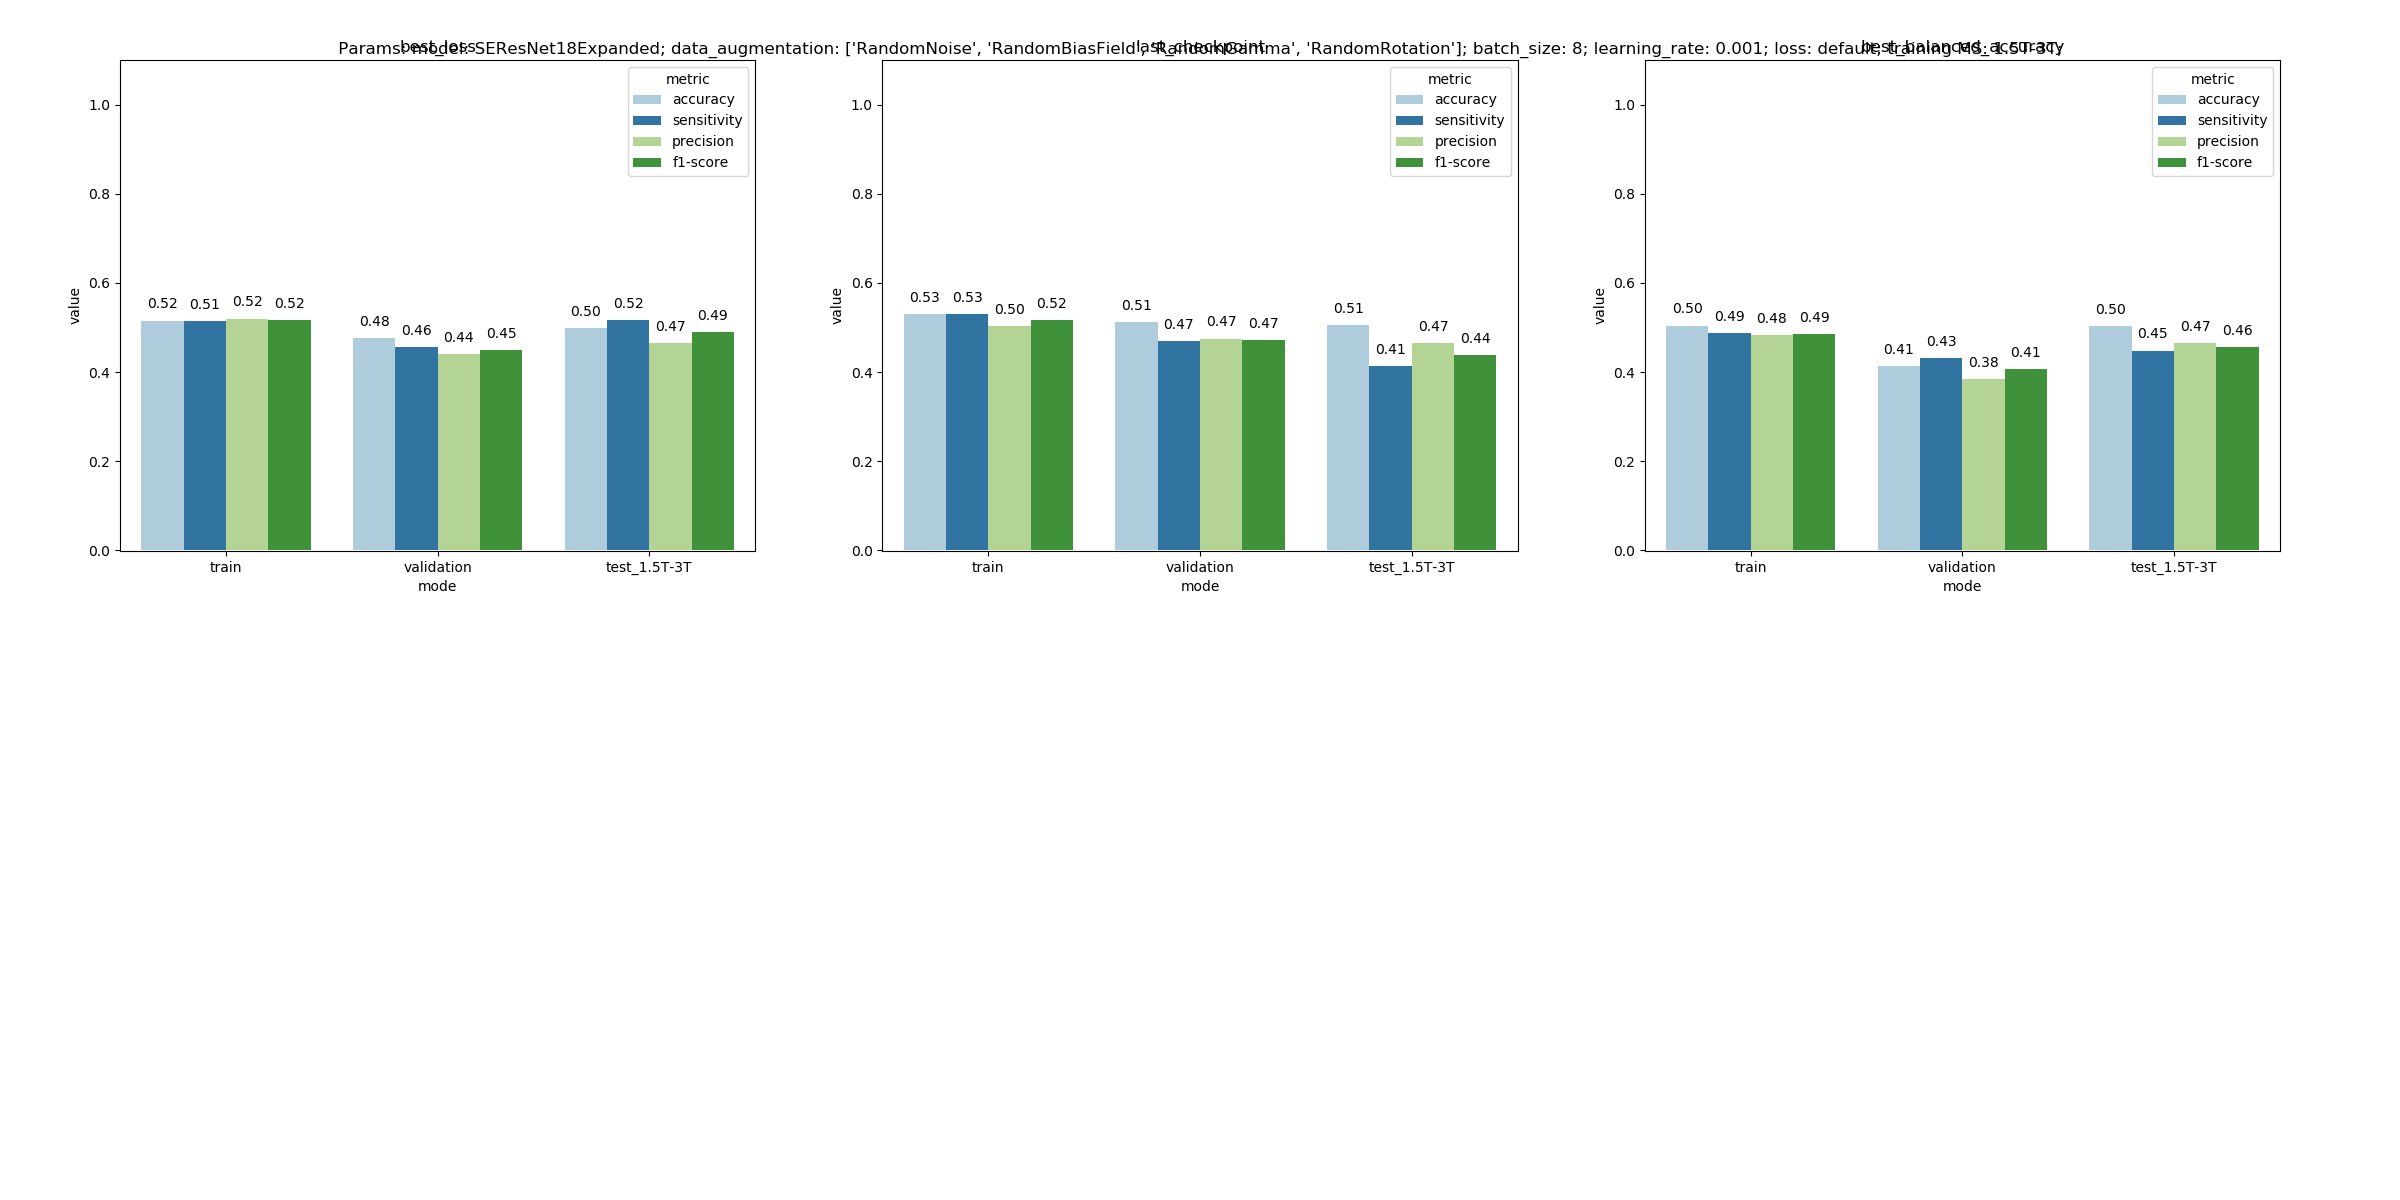 Params: model: SEResNet18Expanded; data_augmentation: ['RandomNoise', 'RandomBiasField', 'RandomGamma', 'RandomRotation']; batch_size: 8; learning_rate: 0.001; loss: default; training MS: 1.5T-3T;
best_loss
last_checkpoint
best_balanced_accuracy
metric
accuracy
sensitivity
precision
f1-score
1.0
0.8
0.6
0.4
0.2
0.0
value
0.52 0.51 0.52 0.52
0.48 0.46 0.44 0.45
0.50 0.52 0.47 0.49
train validation test_1.5T-3T
mode
metric
accuracy
sensitivity
precision
f1-score
1.0
0.8
0.6
0.4
0.2
0.0
value
0.53 0.53 0.50 0.52
0.51 0.47 0.47 0.47
0.51 0.41 0.47 0.44
train validation test_1.5T-3T
mode
metric
accuracy
sensitivity
precision
f1-score
1.0
0.8
0.6
0.4
0.2
0.0
value
0.50 0.49 0.48 0.49
0.41 0.43 0.38 0.41
0.50 0.45 0.47 0.46
train validation test_1.5T-3T
mode